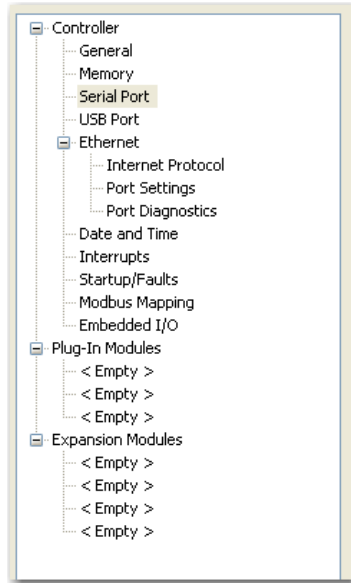 Controller
General
Memory
Serial Port
USB Port
Ethernet
Internet Protocol
Port Settings
Port Diagnostics
Date and Time
Interrupts
Startup/Faults
Modbus Mapping
Embedded I/O
Plug-In Modules
< Empty >
< Empty >
< Empty >
Expansion Modules
< Empty >
< Empty >
< Empty >
< Empty >